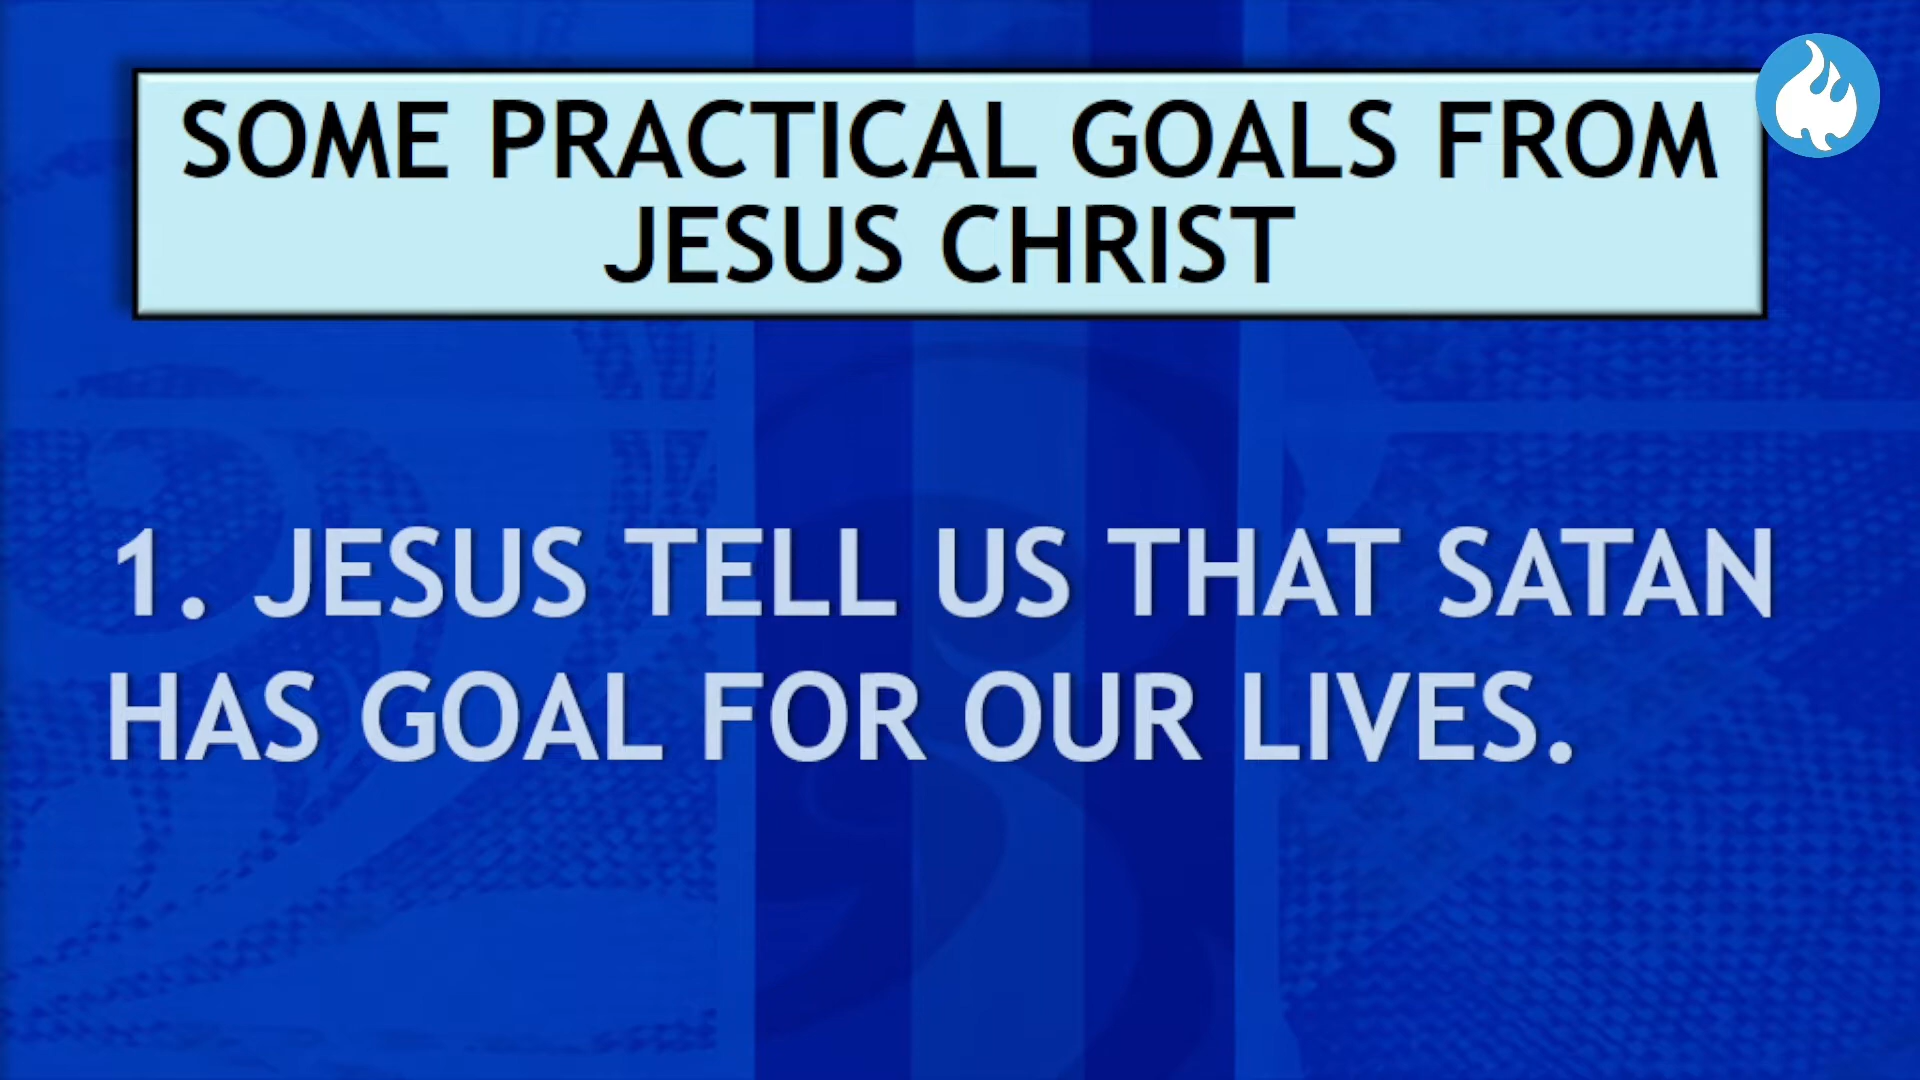 SOME PRACTICAL GOALS FROM
JESUS CHRIST
1. JESUS TELL US THAT SATAN
HAS GOAL FOR OUR LIVES.